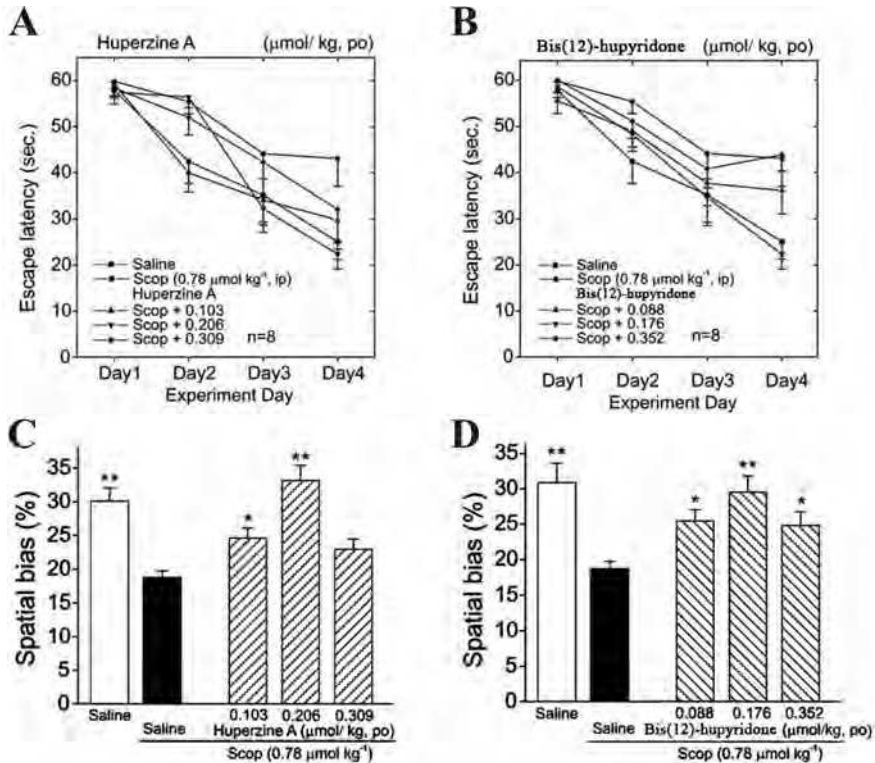 A
Huperzine A (μmol/ kg, po)
Escape latency (sec.)
60
50
40
30
20
10
0
Saline
Scop (0.78 μmol kg⁻¹, ip)
Huperzine A
Scop + 0.103
Scop + 0.206
Scop + 0.309 n=8
Day1 Day2 Day3 Day4
Experiment Day
B
Bis(12)-hupyridone (μmol/ kg, po)
Escape latency (sec.)
60
50
40
30
20
10
0
Saline
Scop (0.78 μmol kg⁻¹, ip)
Bis(12)-hupyridone
Scop + 0.088
Scop + 0.176
Scop + 0.352 n=8
Day1 Day2 Day3 Day4
Experiment Day
C
Spatial bias (%)
35
30
25
20
15
10
5
0
**
*
**
Saline
Saline
0.103 0.206 0.309
Huperzine A (μmol/ kg, po)
Scop (0.78 μmol kg⁻¹)
D
Spatial bias (%)
35
30
25
20
15
10
5
0
**
*
**
*
Saline
Saline
0.088 0.176 0.352
Bis(12)-hupyridone (μmol/kg, po)
Scop (0.78 μmol kg⁻¹)